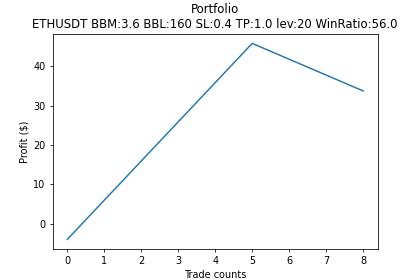 Portfolio
ETHUSDT BBM:3.6 BBL:160 SL:0.4 TP:1.0 lev:20 WinRatio:56.0
40
30
20
10
0
Profit ($)
0 1 2 3 4 5 6 7 8
Trade counts